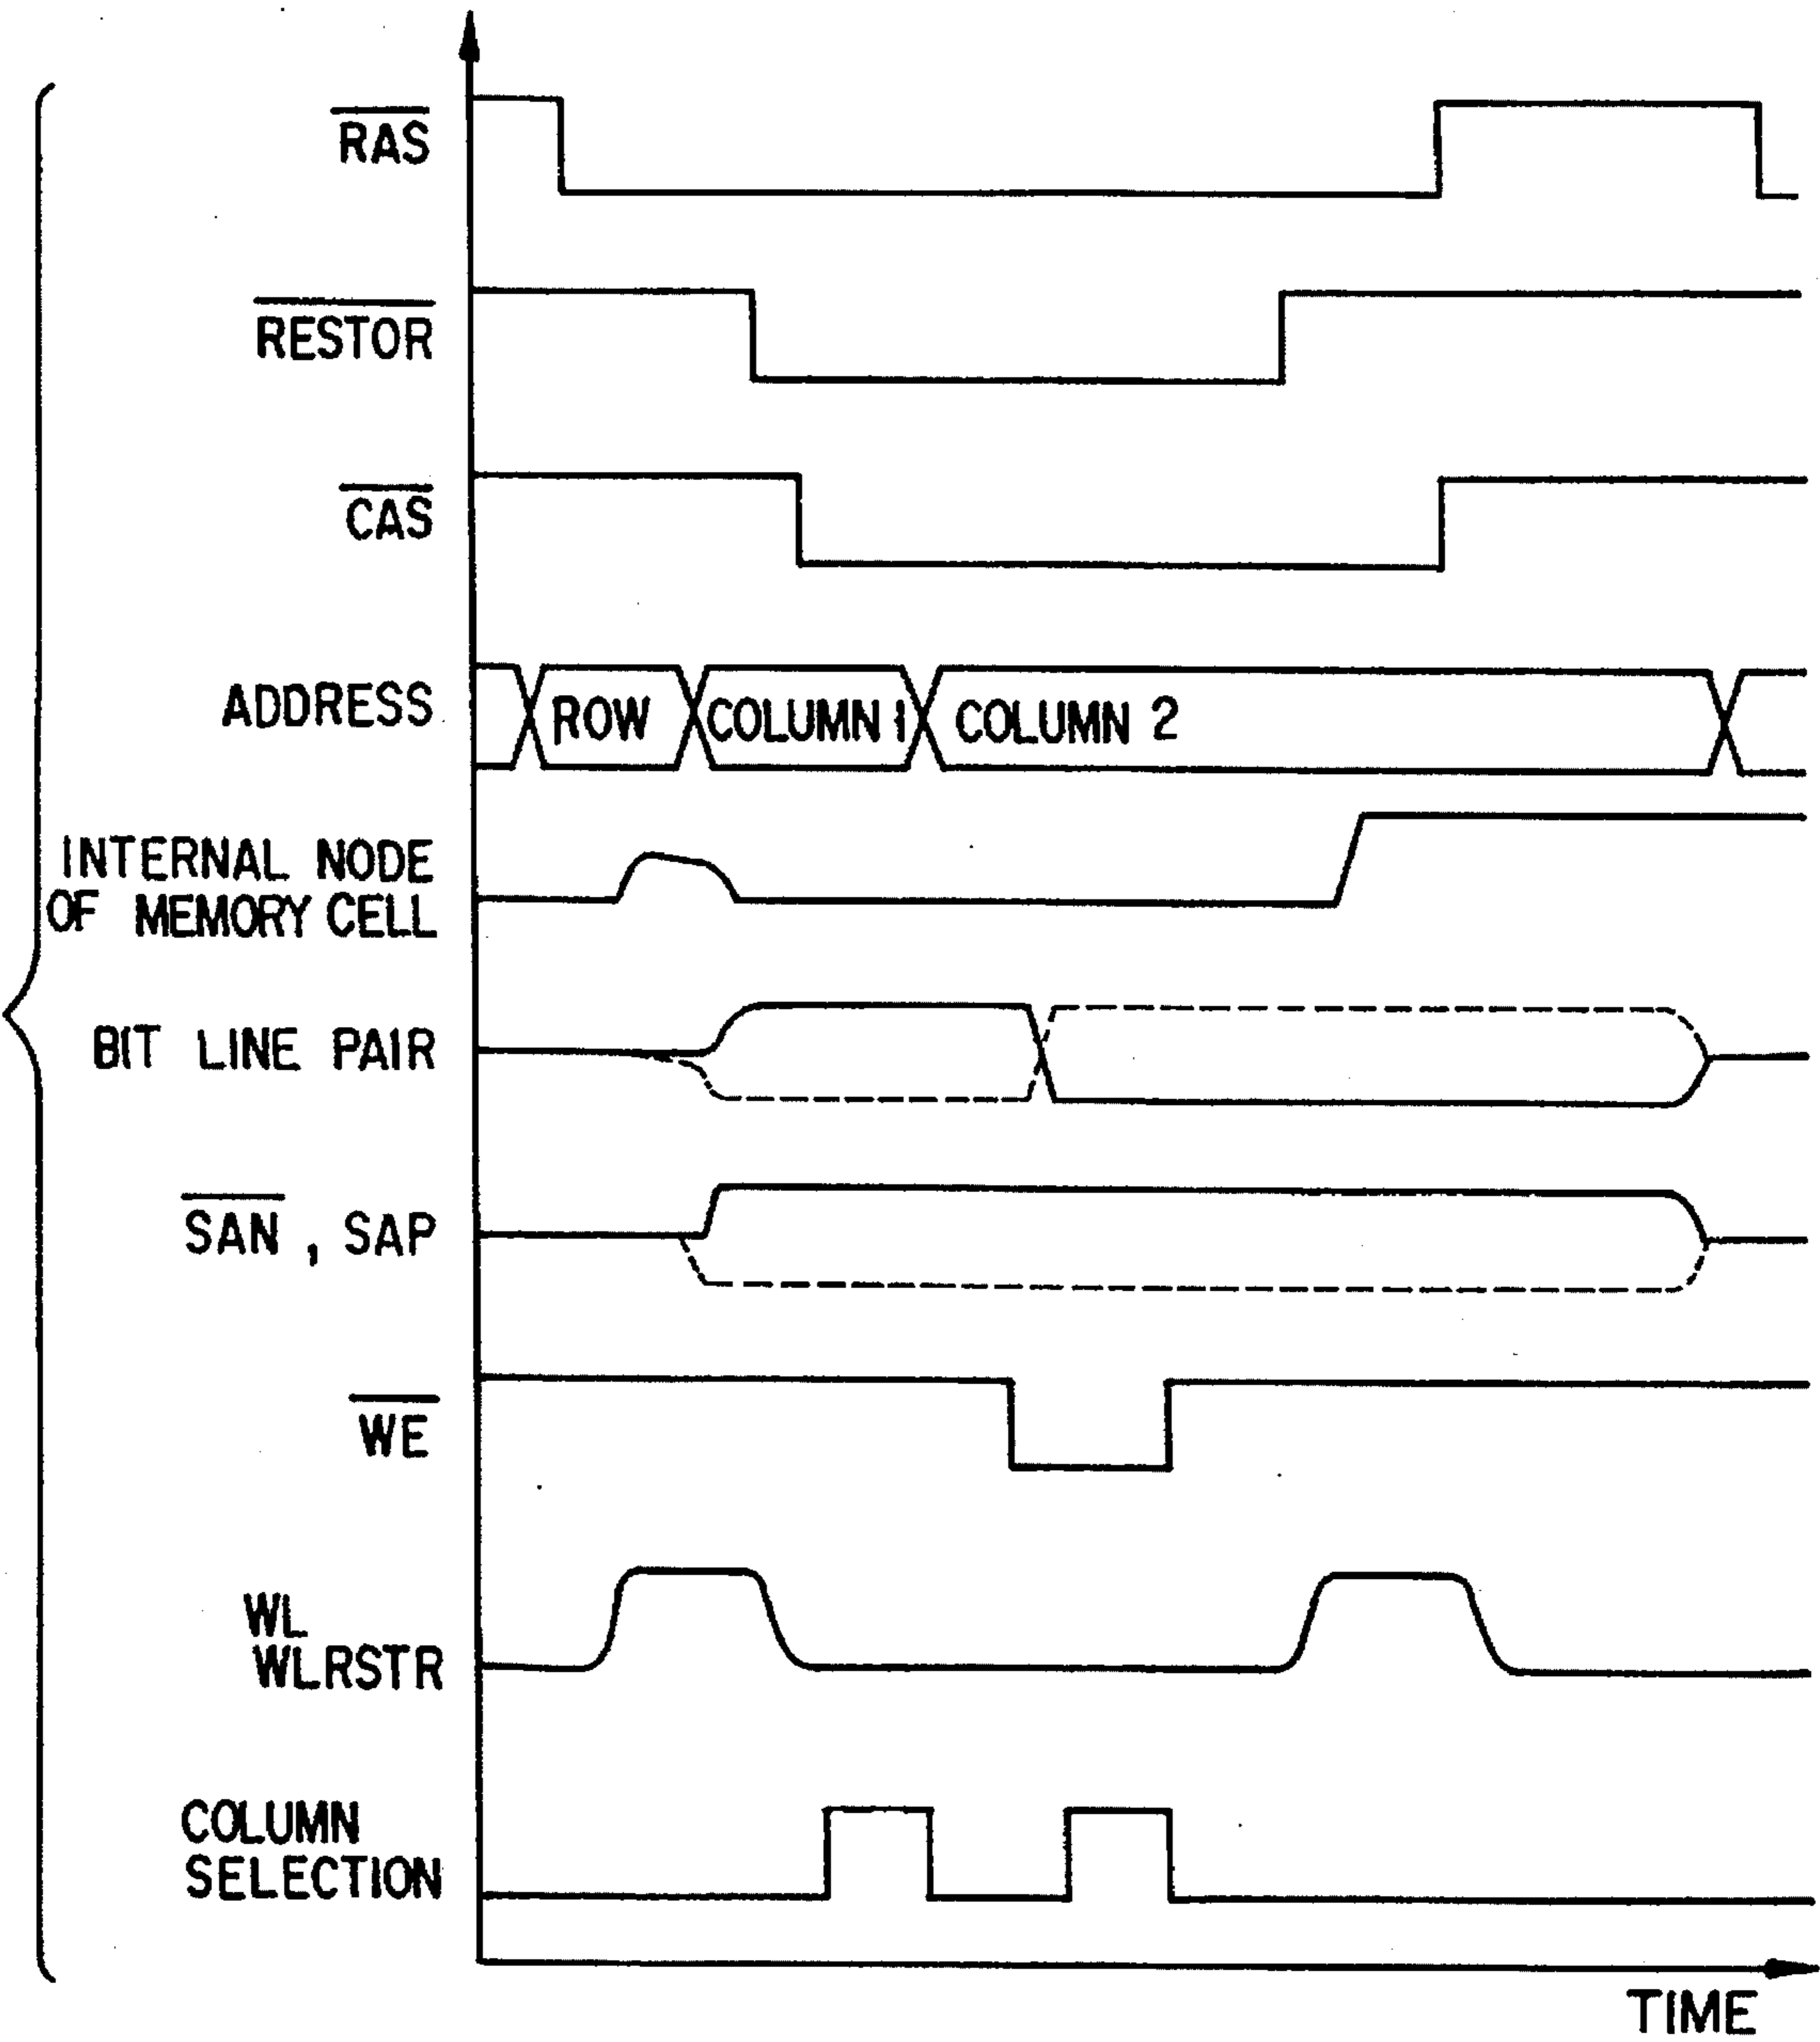 RAS
RESTOR
CAS
ADDRESS
ROW
COLUMN 1
COLUMN 2
INTERNAL NODE
OF MEMORY CELL
BIT LINE PAIR
SAN , SAP
WE
WL
WLRSTR
COLUMN
SELECTION
TIME